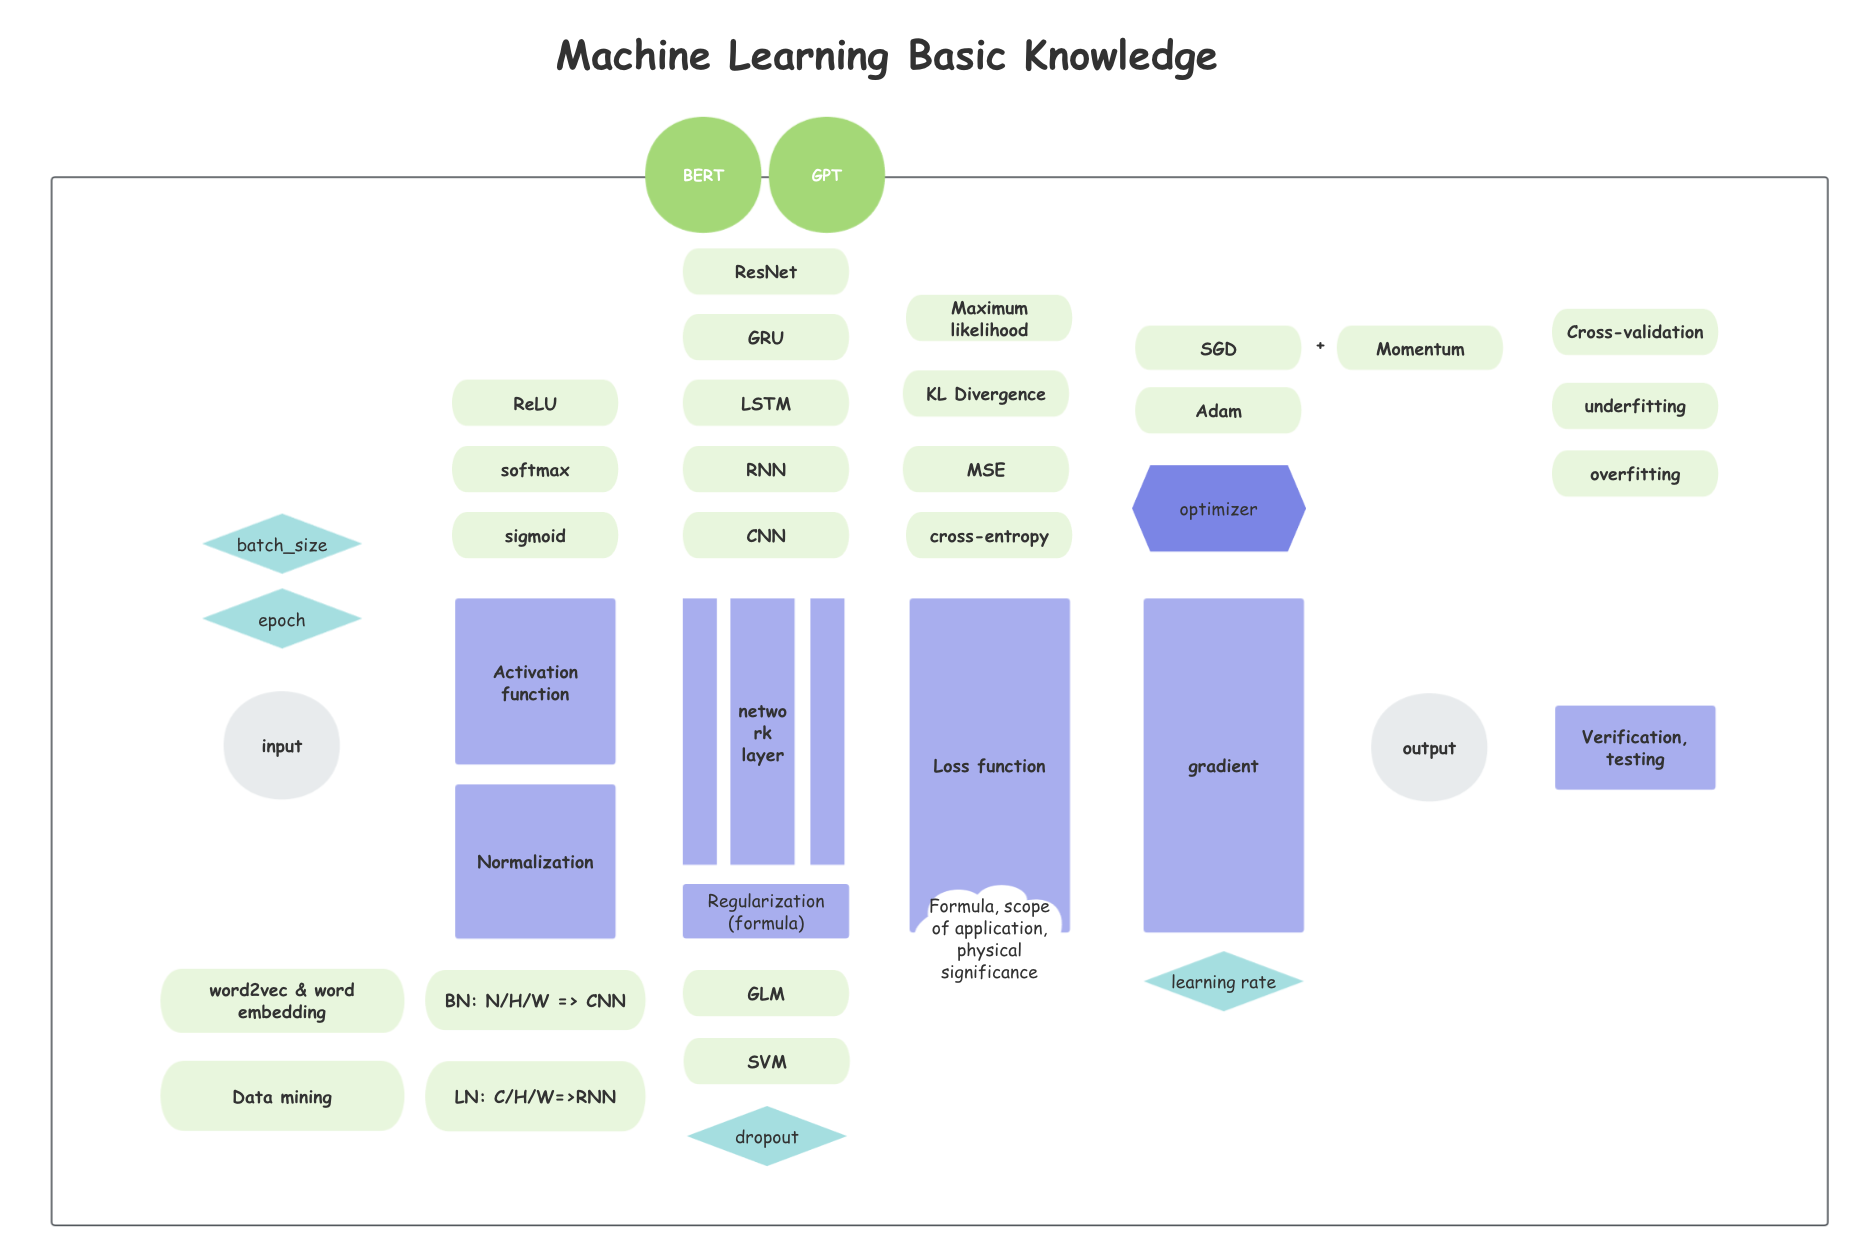 Machine Learning Basic Knowledge
BERT
GPT
ResNet
GRU
LSTM
RNN
CNN
ReLU
softmax
sigmoid
Maximum
likelihood
KL Divergence
MSE
cross-entropy
SGD
+
Momentum
Adam
optimizer
Cross-validation
underfitting
overfitting
batch_size
epoch
input
Activation
function
Normalization
netwo
rk
layer
Regularization
(formula)
Loss function
Formula, scope
of application,
physical
significance
gradient
learning rate
output
Verification,
testing
word2vec & word
embedding
Data mining
BN: N/H/W => CNN
LN: C/H/W=>RNN
GLM
SVM
dropout